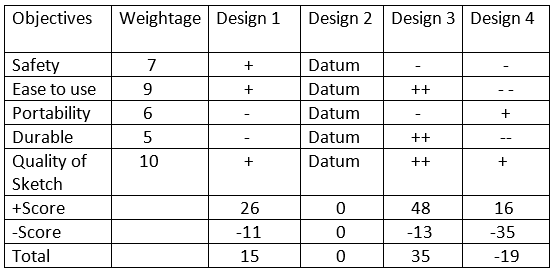 Objectives Weightage Design 1 Design 2 Design 3 Design 4
Safety 7 + Datum - -
Ease to use 9 + Datum ++ - -
Portability 6 - Datum - +
Durable 5 - Datum ++ --
Quality of 10 + Datum ++ +
Sketch
+Score 26 0 48 16
-Score -11 0 -13 -35
Total 15 0 35 -19